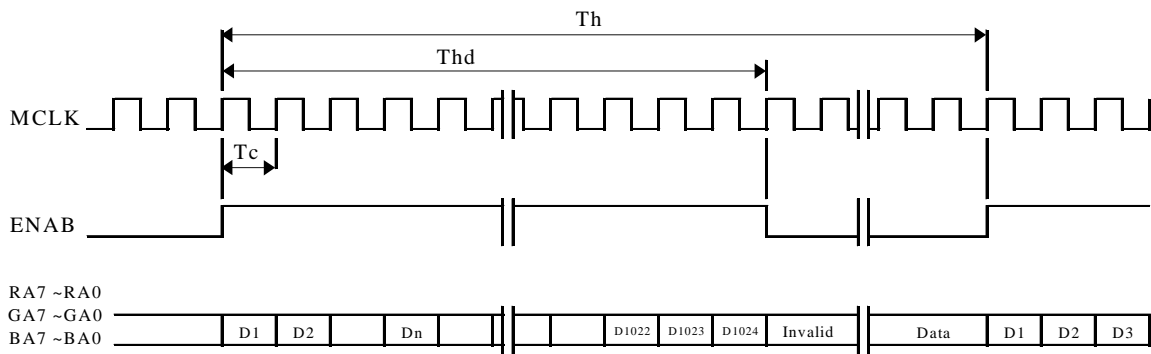 Th
Thd
MCLK
Tc
ENAB
RA7 ~RA0
GA7 ~GA0
BA7 ~BA0
D1 D2 Dn D1022 D1023 D1024 Invalid Data D1 D2 D3